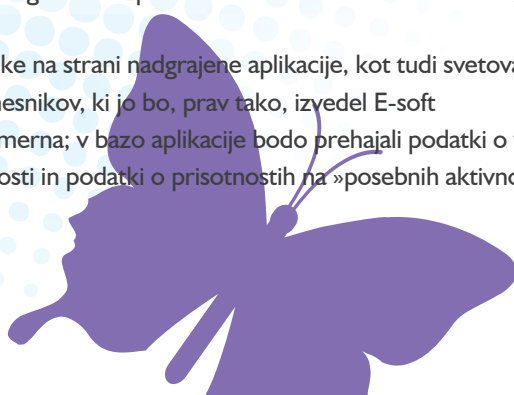 ke na strani nadgrajene aplikacije, kot tudi svetova
nesnikov, ki jo bo, prav tako, izvedel E-soft
merna; v bazo aplikacije bodo prehajali podatki o
osti in podatki o prisotnostih na »posebnih aktivno